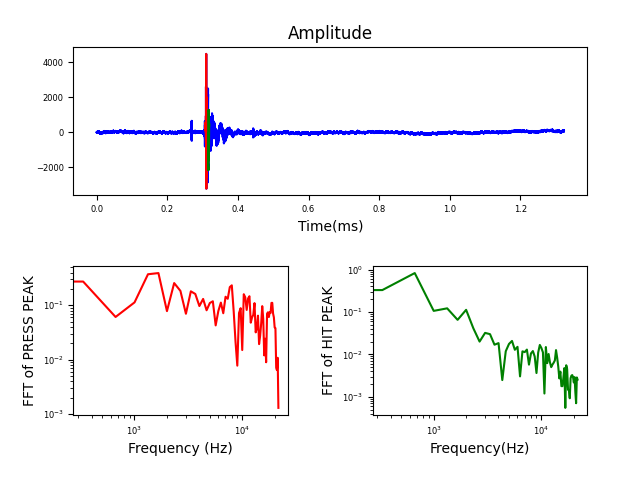 Amplitude
4000
2000
0
−2000
0.0 0.2 0.4 0.6 0.8 1.0 1.2
Time(ms)
FFT of PRESS PEAK
10⁻¹
10⁻²
10⁻³
10³ 10⁴
Frequency (Hz)
FFT of HIT PEAK
10⁰
10⁻¹
10⁻²
10⁻³
10³ 10⁴
Frequency(Hz)